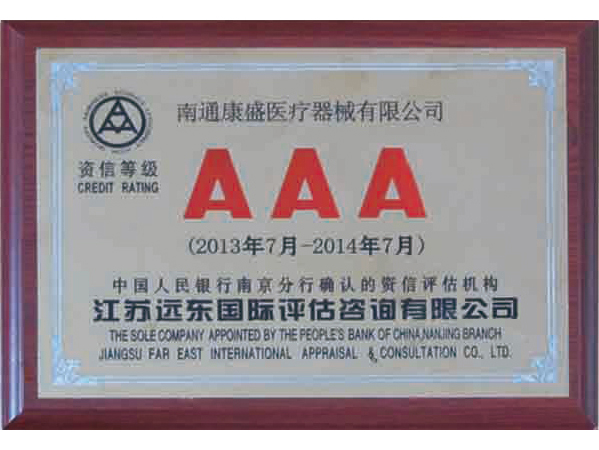 南通康盛医疗器械有限公司
资信等级
CREDIT RATING
AAA
(2013年7月-2014年7月)
中国人民银行南京分行确认的资信评估机构
江苏远东国际评估咨询有限公司
THE SOLE COMPANY APPOINTED BY THE PEOPLE'S BANK OF CHINA,NANJING BRANCH
JIANGSU FAR EAST INTERNATIONAL APPRAISAL & CONSULTATION CO., LTD.